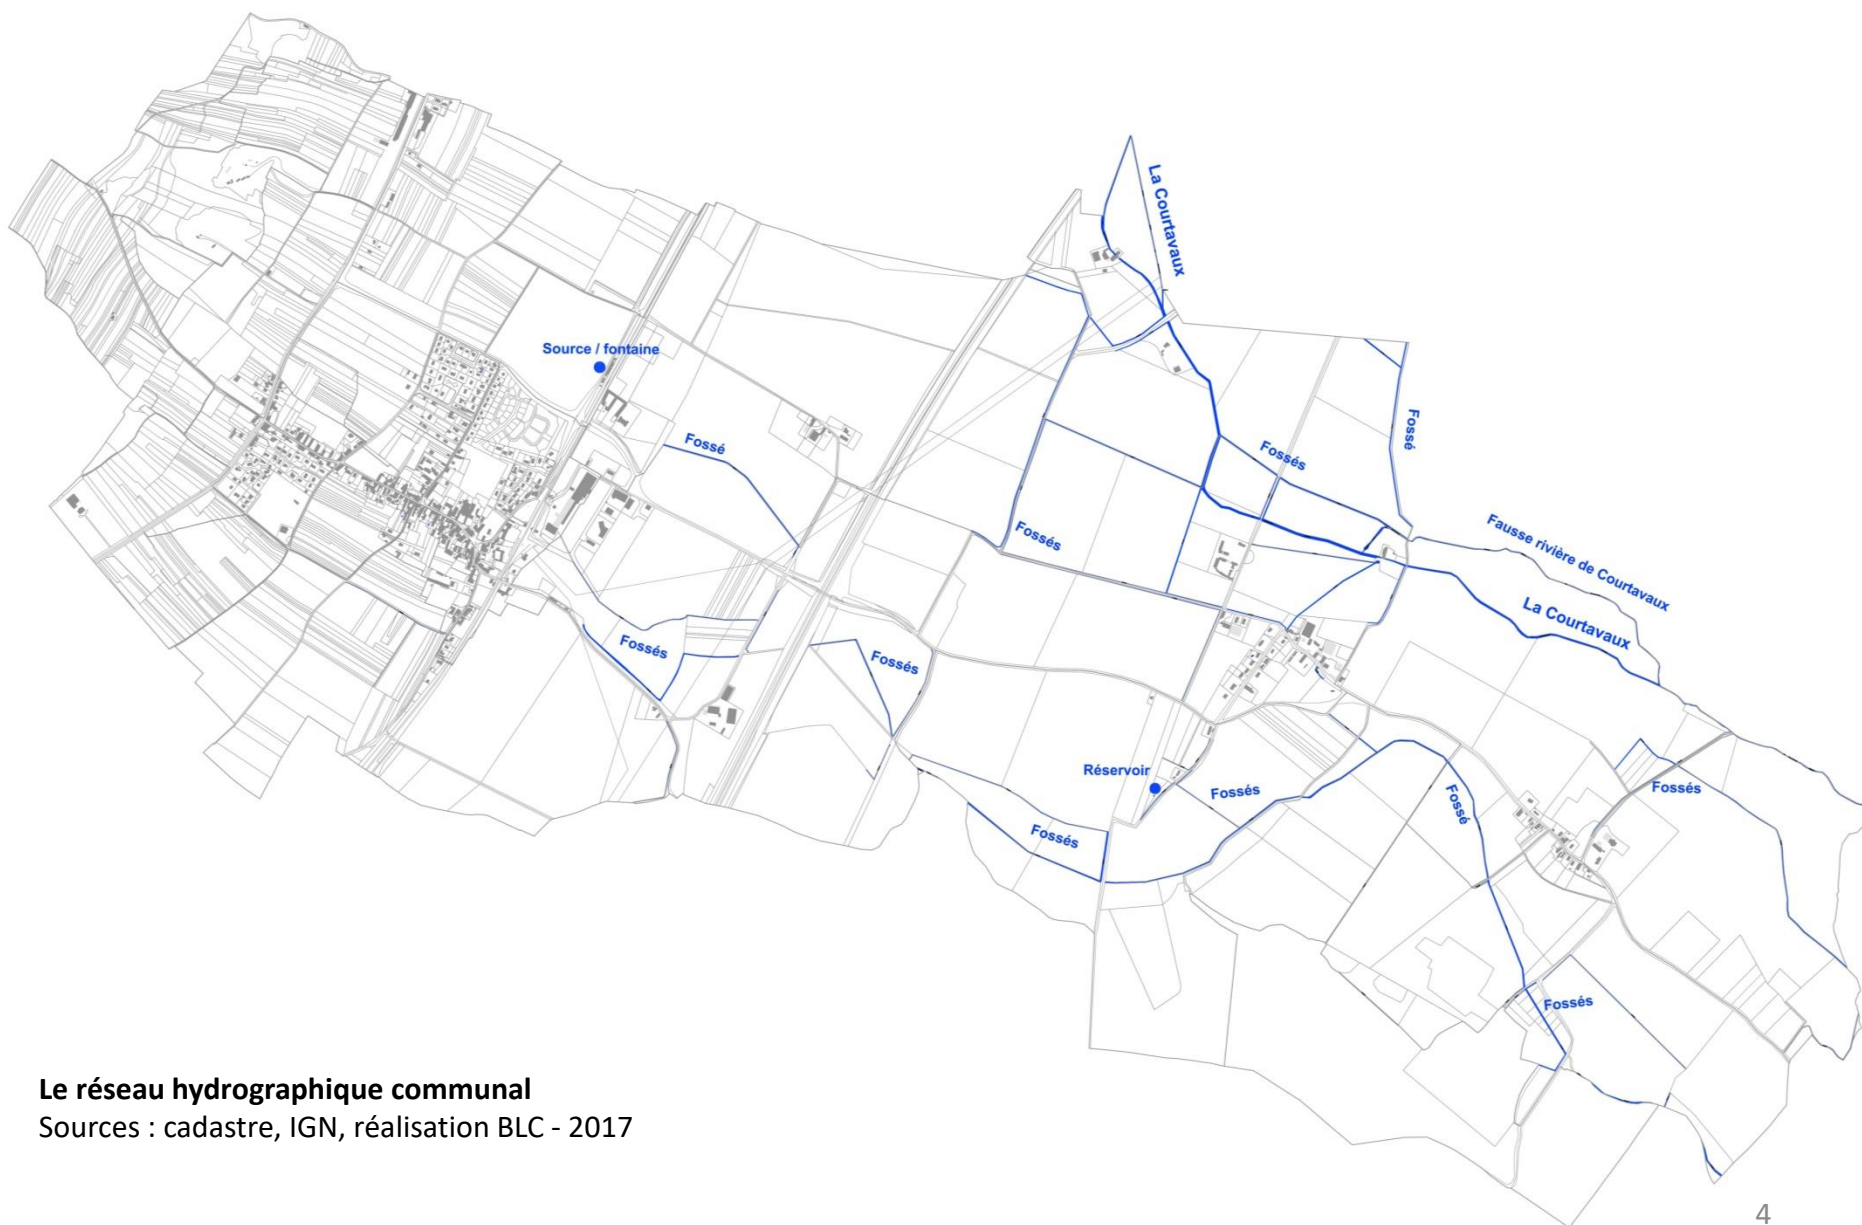 La Courtavaux
Source / fontaine
Fossé
Fossés
Fossé
Fossés
Fausse rivière de Courtavaux
La Courtavaux
Fossés
Fossés
Réservoir
Fossés
Fossé
Fossés
Fossés
Fossés
Le réseau hydrographique communal
Sources : cadastre, IGN, réalisation BLC - 2017
4